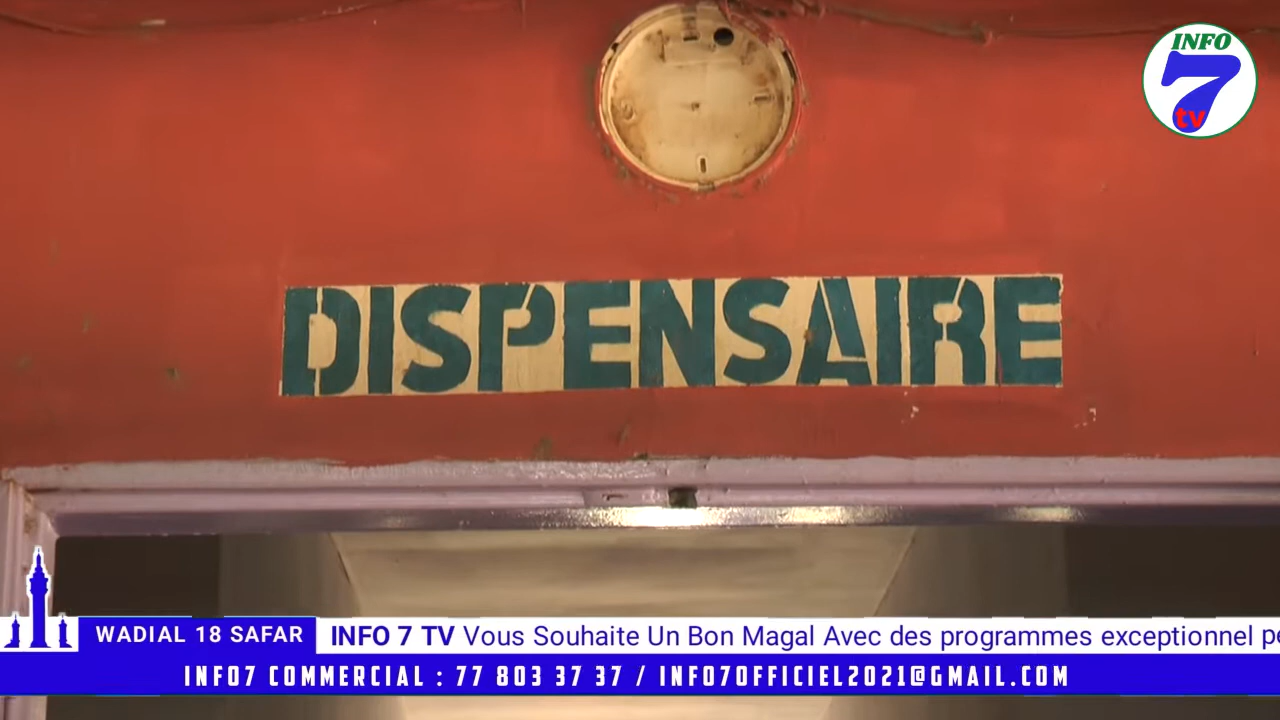 INFO
7
tv
DISPENSAIRE
WADIAL 18 SAFAR
INFO 7 TV Vous Souhaite Un Bon Magal Avec des programmes exceptionnel
INFO7 COMMERCIAL : 77 803 37 37 / INFO7OFFICIEL2021@GMAIL.COM